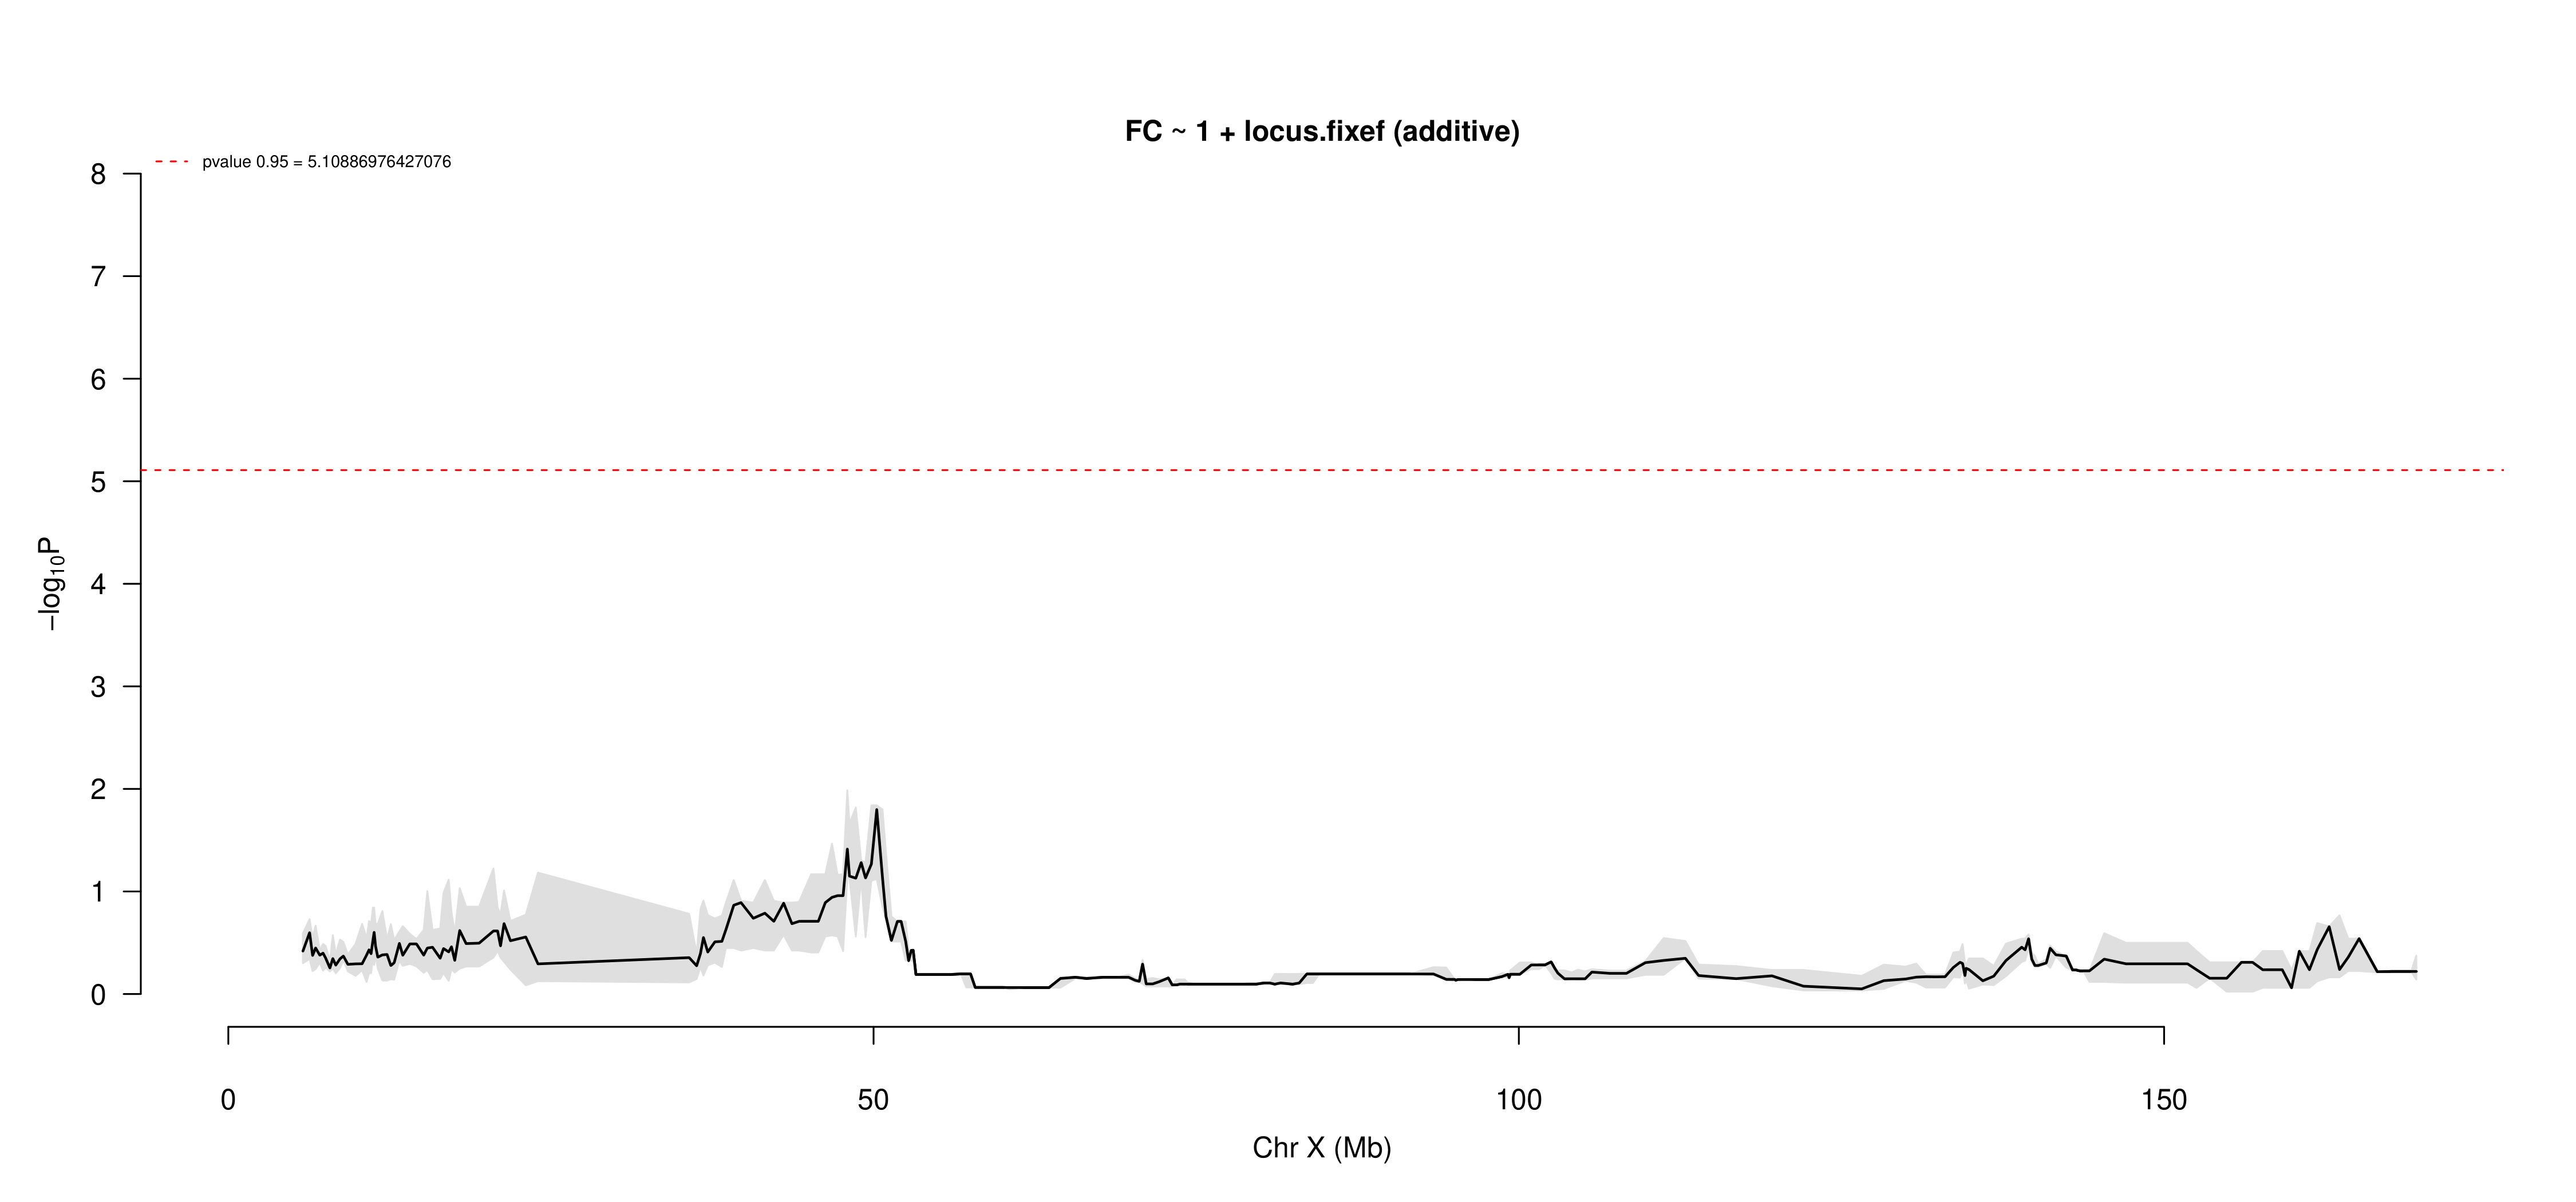 FC ~ 1 + locus.fixef (additive)
pvalue 0.95 = 5.10886976427076
8
7
6
5
4
3
2
1
0
−log10P
0 50 100 150
Chr X (Mb)